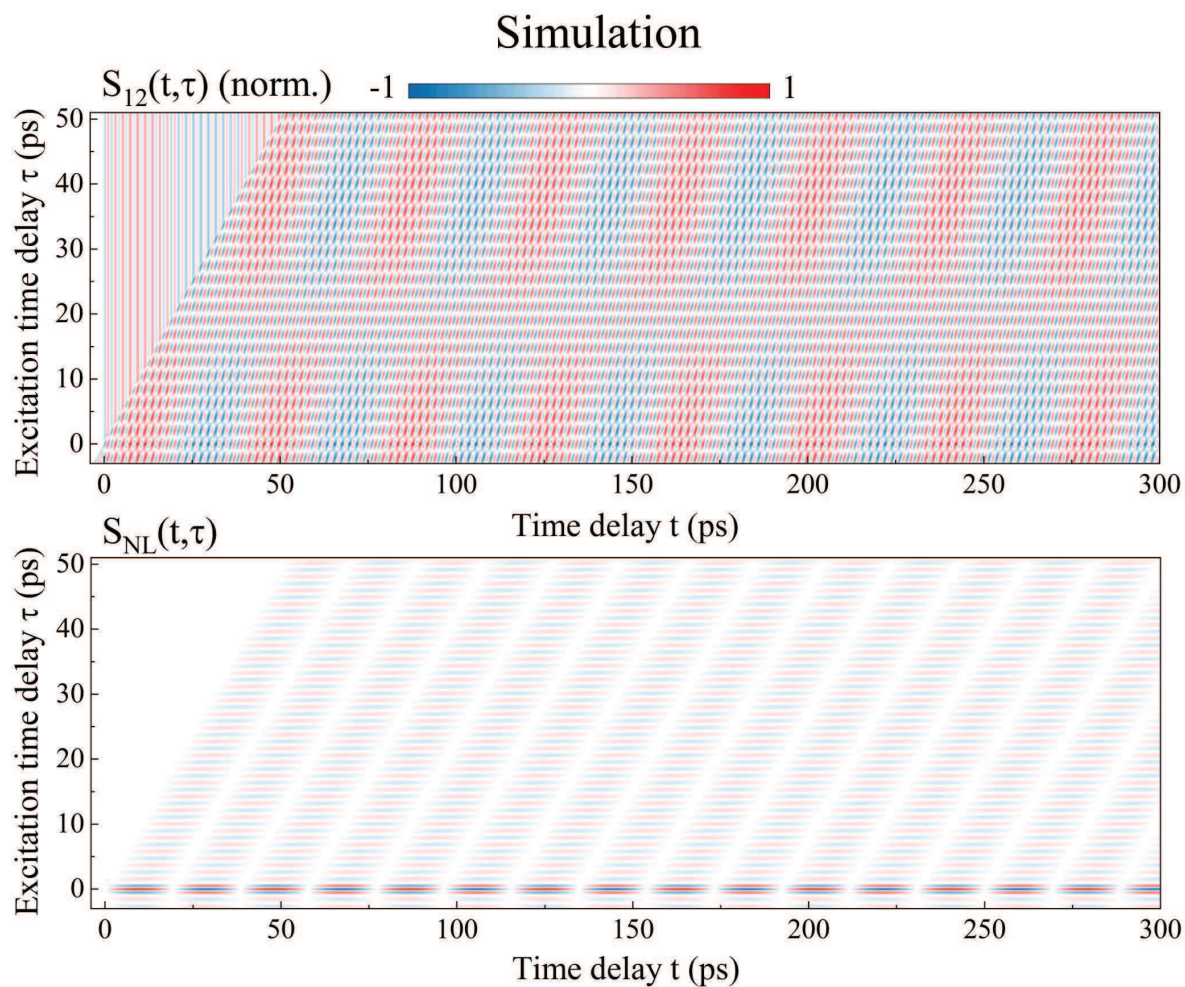 Simulation
S12(t,τ) (norm.) -1 1
Excitation time delay τ (ps)
50
40
30
20
10
0
0 50 100 150 200 250 300
Time delay t (ps)
SNL(t,τ)
Excitation time delay τ (ps)
50
40
30
20
10
0
0 50 100 150 200 250 300
Time delay t (ps)